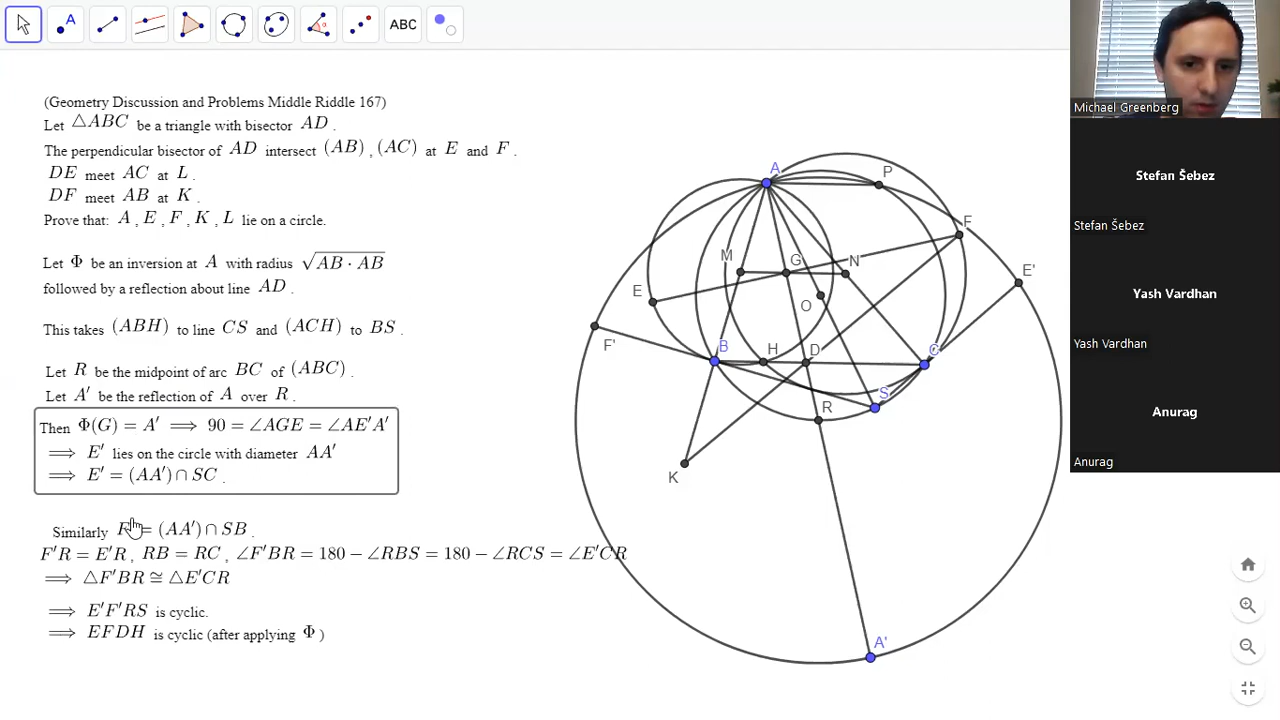 ABC
(Geometry Discussion and Problems Middle Riddle 167)
Let △ABC be a triangle with bisector AD .
The perpendicular bisector of AD intersect (AB) , (AC) at E and F .
DE meet AC at L .
DF meet AB at K .
Prove that: A , E , F , K , L lie on a circle.
Let Φ be an inversion at A with radius √AB · AB
followed by a reflection about line AD .
This takes (ABH) to line CS and (ACH) to BS .
Let R be the midpoint of arc BC of (ABC) .
Let A′ be the reflection of A over R .
Then Φ(G) = A′ ⟹ 90 = ∠AGE = ∠AE′A′
⟹ E′ lies on the circle with diameter AA′
⟹ E′ = (AA′) ∩ SC .
Similarly F = (AA′) ∩ SB .
F′R = E′R , RB = RC , ∠F′BR = 180 − ∠RBS = 180 − ∠RCS = ∠E′CR
⟹ △F′BR ≅ △E′CR
⟹ E′F′RS is cyclic.
⟹ EFDH is cyclic (after applying Φ )
A
P
F
M
G
N
E'
E
O
F'
B
H
D
C
S
R
K
A'
Michael Greenberg
Stefan Šebez
Stefan Šebez
Yash Vardhan
Yash Vardhan
Anurag
Anurag